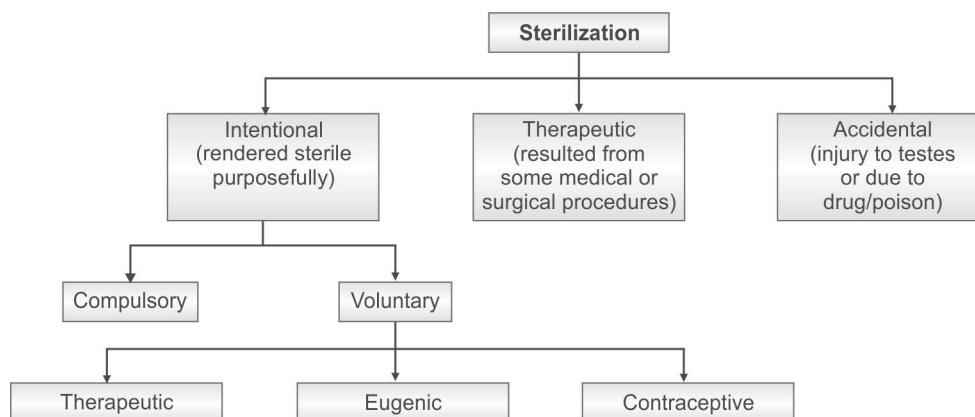 Sterilization
Intentional
(rendered sterile
purposefully)
Therapeutic
(resulted from
some medical or
surgical procedures)
Accidental
(injury to testes
or due to
drug/poison)
Compulsory
Voluntary
Therapeutic
Eugenic
Contraceptive